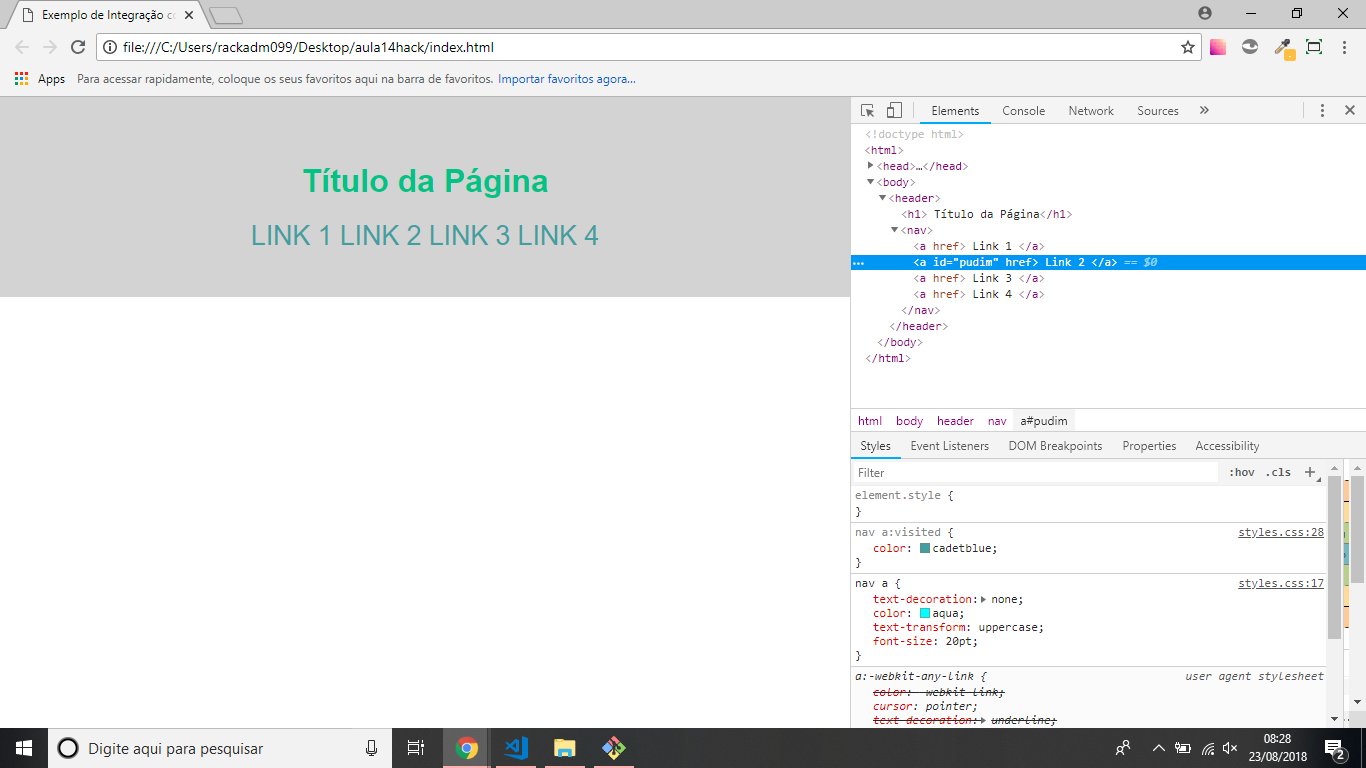 Exemplo de Integração co
file:///C:/Users/rackadm099/Desktop/aula14hack/index.html
Apps Para acessar rapidamente, coloque os seus favoritos aqui na barra de favoritos. Importar favoritos agora...
Título da Página
LINK 1 LINK 2 LINK 3 LINK 4
Elements Console Network Sources »
<!doctype html>
<html>
<head>…</head>
<body>
<header>
<h1> Título da Página</h1>
<nav>
<a href> Link 1 </a>
… <a id="pudim" href> Link 2 </a> == $0
<a href> Link 3 </a>
<a href> Link 4 </a>
</nav>
</header>
</body>
</html>
html body header nav a#pudim
Styles Event Listeners DOM Breakpoints Properties Accessibility
Filter :hov .cls +
element.style {
}
nav a:visited { styles.css:28
color: cadetblue;
}
nav a { styles.css:17
text-decoration: none;
color: aqua;
text-transform: uppercase;
font-size: 20pt;
}
a:-webkit-any-link { user agent stylesheet
color: -webkit-link;
cursor: pointer;
text-decoration: underline;
Digite aqui para pesquisar
08:28
23/08/2018
2